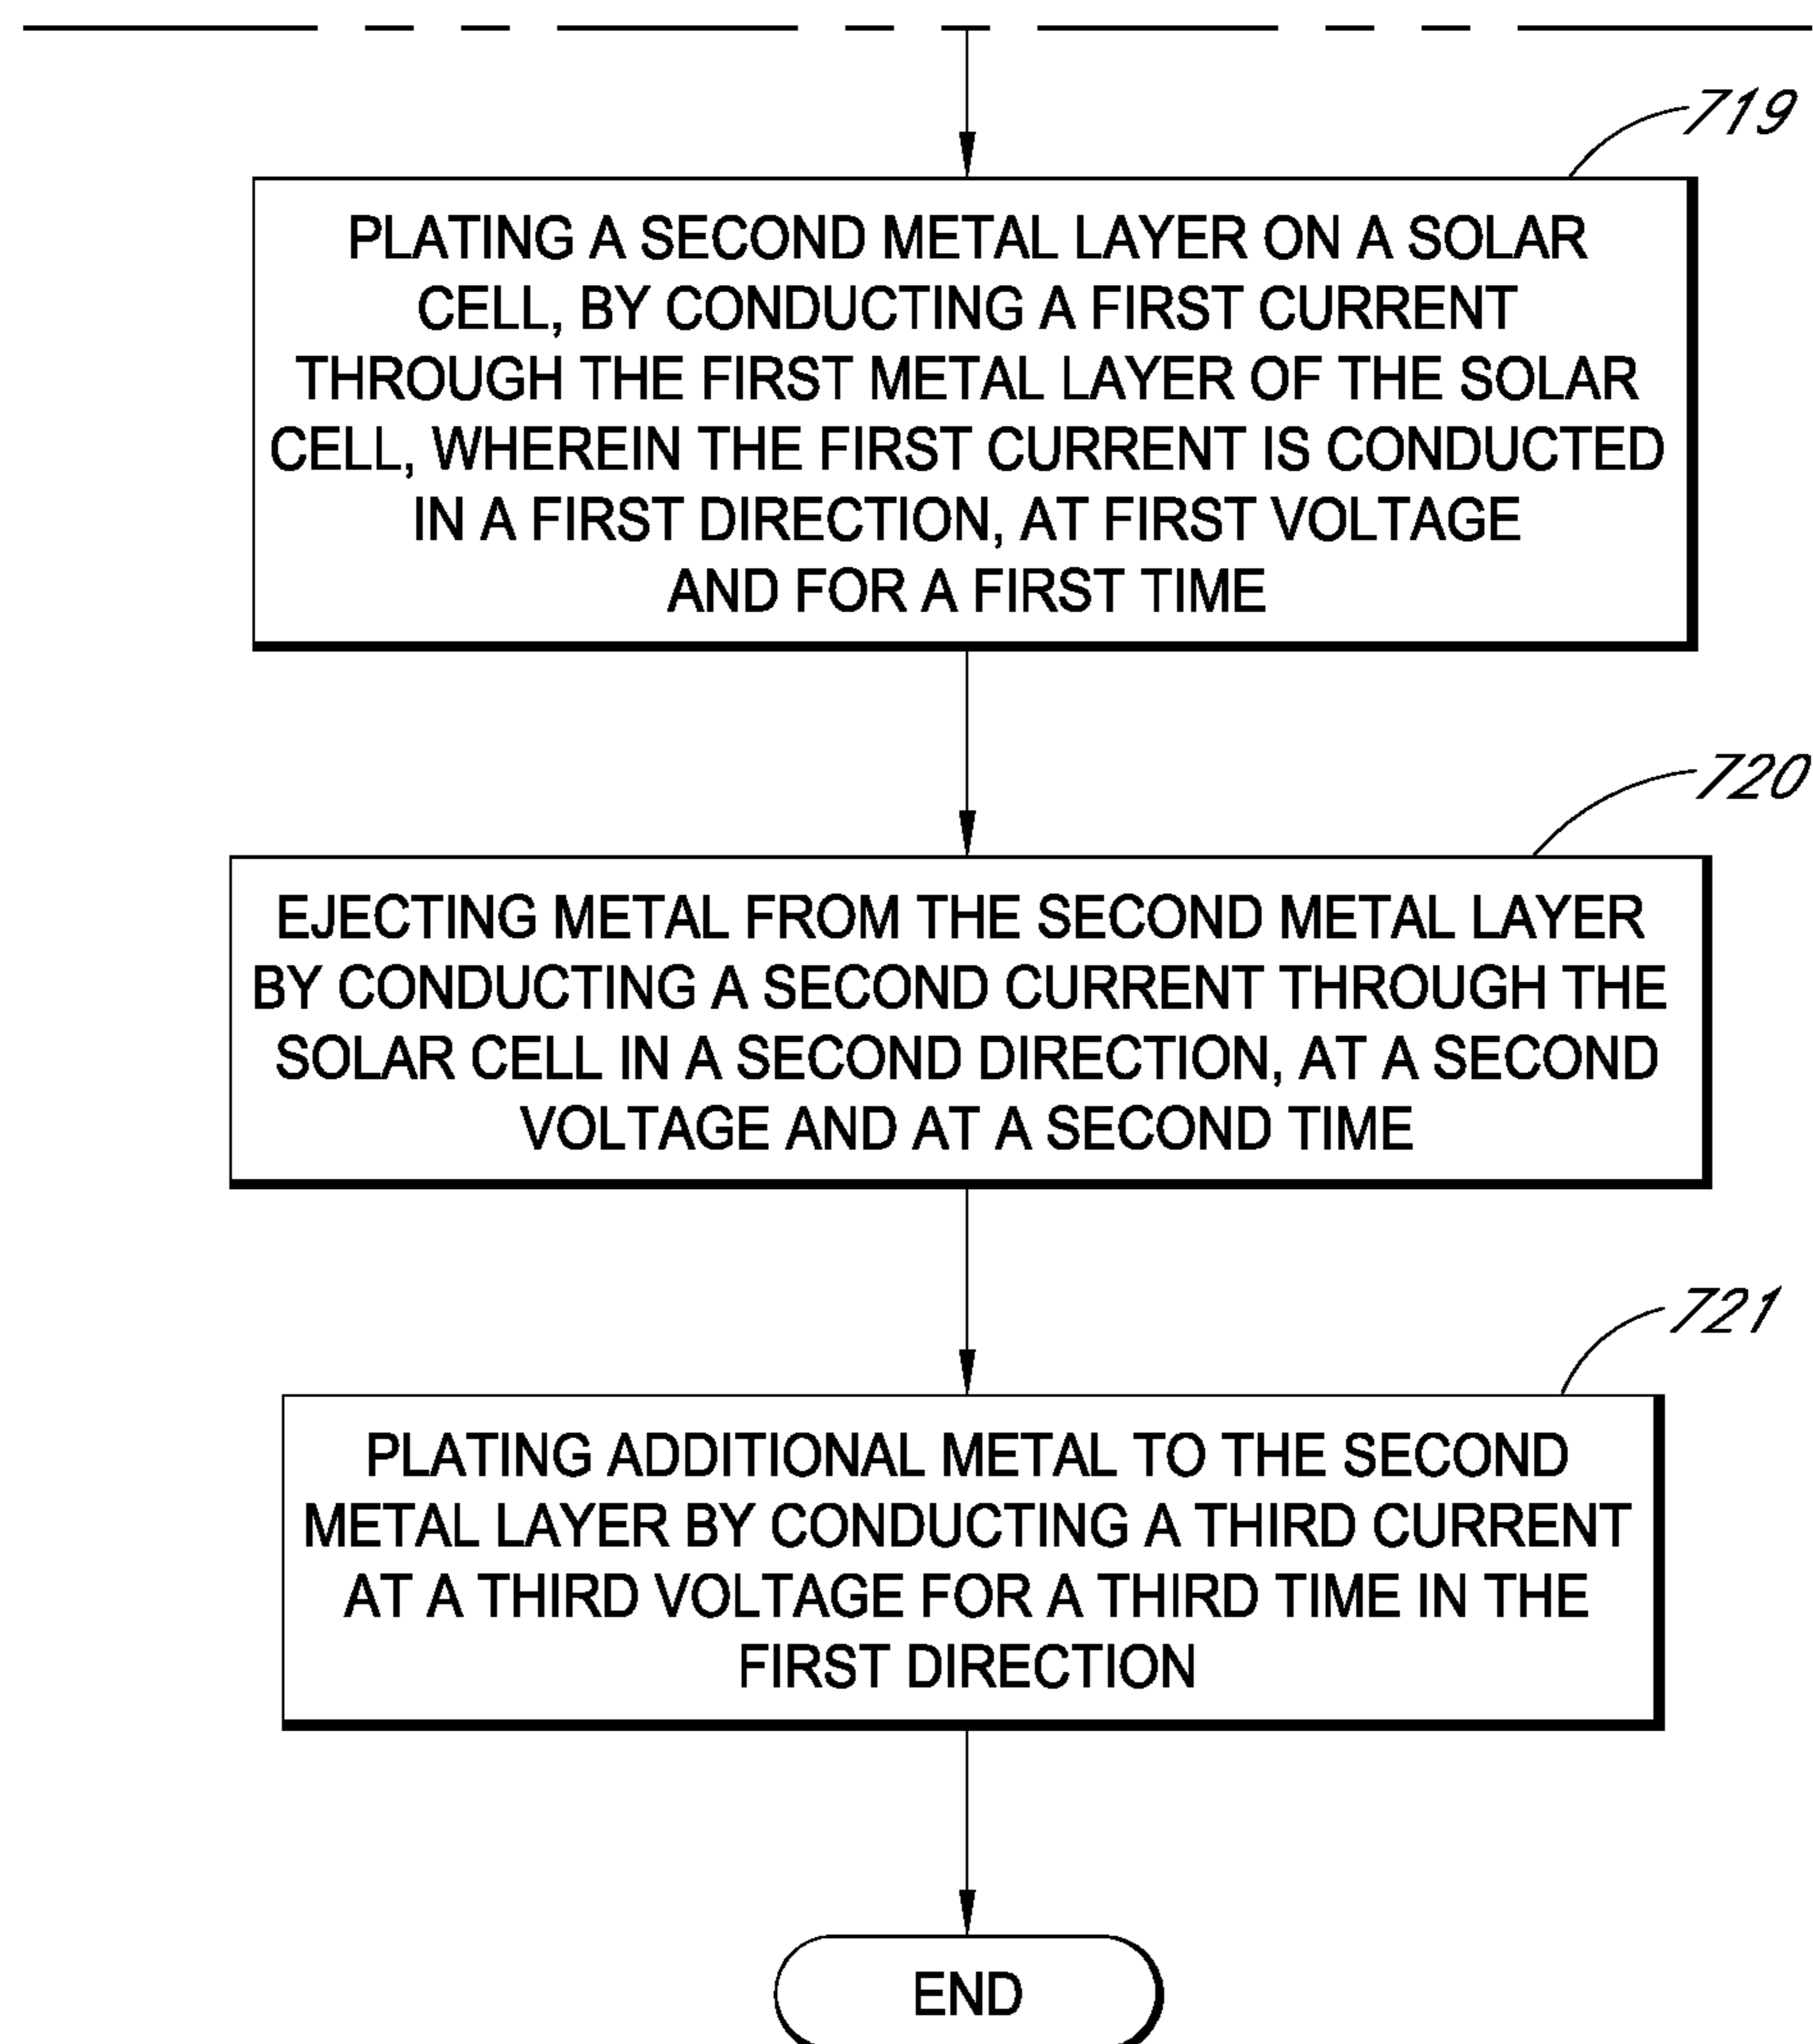 719
PLATING A SECOND METAL LAYER ON A SOLAR
CELL, BY CONDUCTING A FIRST CURRENT
THROUGH THE FIRST METAL LAYER OF THE SOLAR
CELL, WHEREIN THE FIRST CURRENT IS CONDUCTED
IN A FIRST DIRECTION, AT FIRST VOLTAGE
AND FOR A FIRST TIME
720
EJECTING METAL FROM THE SECOND METAL LAYER
BY CONDUCTING A SECOND CURRENT THROUGH THE
SOLAR CELL IN A SECOND DIRECTION, AT A SECOND
VOLTAGE AND AT A SECOND TIME
721
PLATING ADDITIONAL METAL TO THE SECOND
METAL LAYER BY CONDUCTING A THIRD CURRENT
AT A THIRD VOLTAGE FOR A THIRD TIME IN THE
FIRST DIRECTION
END